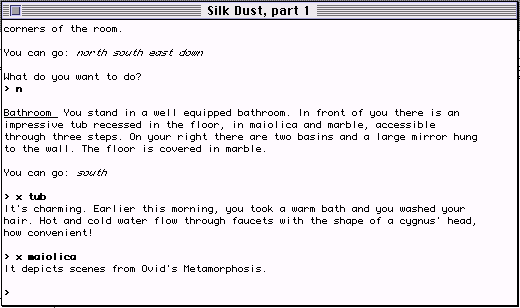 Silk Dust, part 1
corners of the room.
You can go: north south east down
What do you want to do?
> n
Bathroom You stand in a well equipped bathroom. In front of you there is an
impressive tub recessed in the floor, in maiolica and marble, accessible
through three steps. On your right there are two basins and a large mirror hung
to the wall. The floor is covered in marble.
You can go: south
> x tub
It's charming. Earlier this morning, you took a warm bath and you washed your
hair. Hot and cold water flow through faucets with the shape of a cygnus' head,
how convenient!
> x maiolica
It depicts scenes from Ovid's Metamorphosis.
>